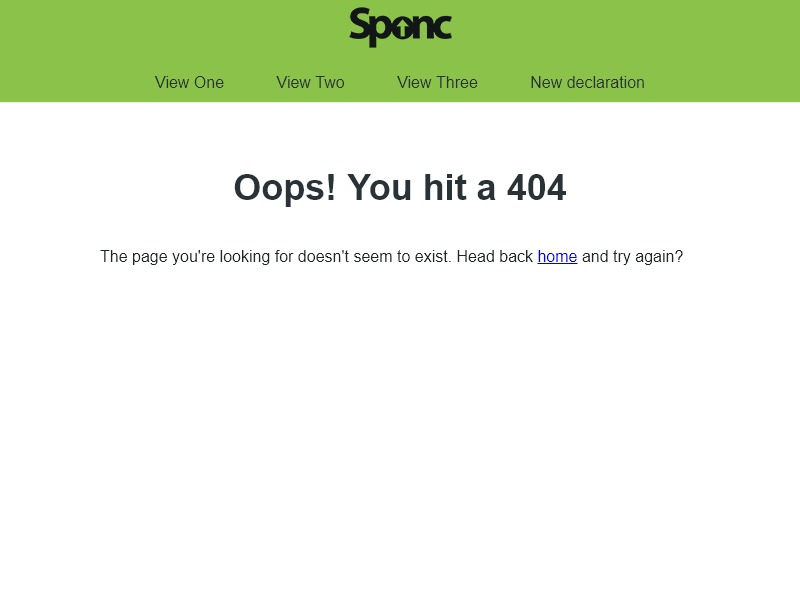 Sponc
View One View Two View Three New declaration
Oops! You hit a 404
The page you're looking for doesn't seem to exist. Head back home and try again?